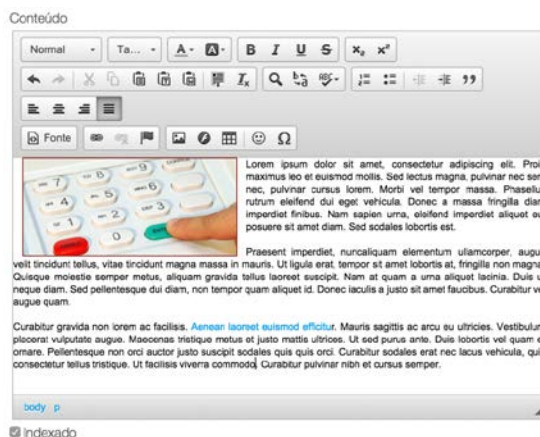 Conteúdo
Normal Ta... A A B I U S x₂ x²
Tx ABC
Fonte Ω
Lorem ipsum dolor sit amet, consectetur adipiscing elit. Proi
maximus leo et euismod mollis. Sed lectus magna, pulvinar nec sem
nec, pulvinar cursus lorem. Morbi vel tempor massa. Phasellu
rutrum eleifend dui eget vehicula. Donec a massa fringilla diam
imperdiet finibus. Nam sapien urna, eleifend imperdiet aliquet eu
posuere sit amet diam. Sed sodales lobortis est.
Praesent imperdiet, nuncaliquam elementum ullamcorper, augu
velit tincidunt tellus, vitae tincidunt magna massa in mauris. Ut ligula erat, tempor sit amet lobortis at, fringilla non magna
Quisque molestie semper metus, aliquam gravida tellus laoreet suscipit. Nam at quam a urna aliquet lacinia. Duis u
neque diam. Sed pellentesque dui diam, non tempor quam aliquet id. Donec iaculis a justo sit amet faucibus. Curabitur ve
augue quam.
Curabitur gravida non lorem ac facilisis. Aenean laoreet euismod efficitur. Mauris sagittis ac arcu eu ultricies. Vestibulum
placerat vulputate augue. Maecenas tristique metus et justo mattis ultrices. Ut sed purus ante. Duis lobortis vel quam e
ornare. Pellentesque non orci auctor justo suscipit sodales quis quis orci. Curabitur sodales erat nec lacus vehicula, qui
consectetur tellus tristique. Ut facilisis viverra commodo. Curabitur pulvinar nibh et cursus semper.
body p
Indexado